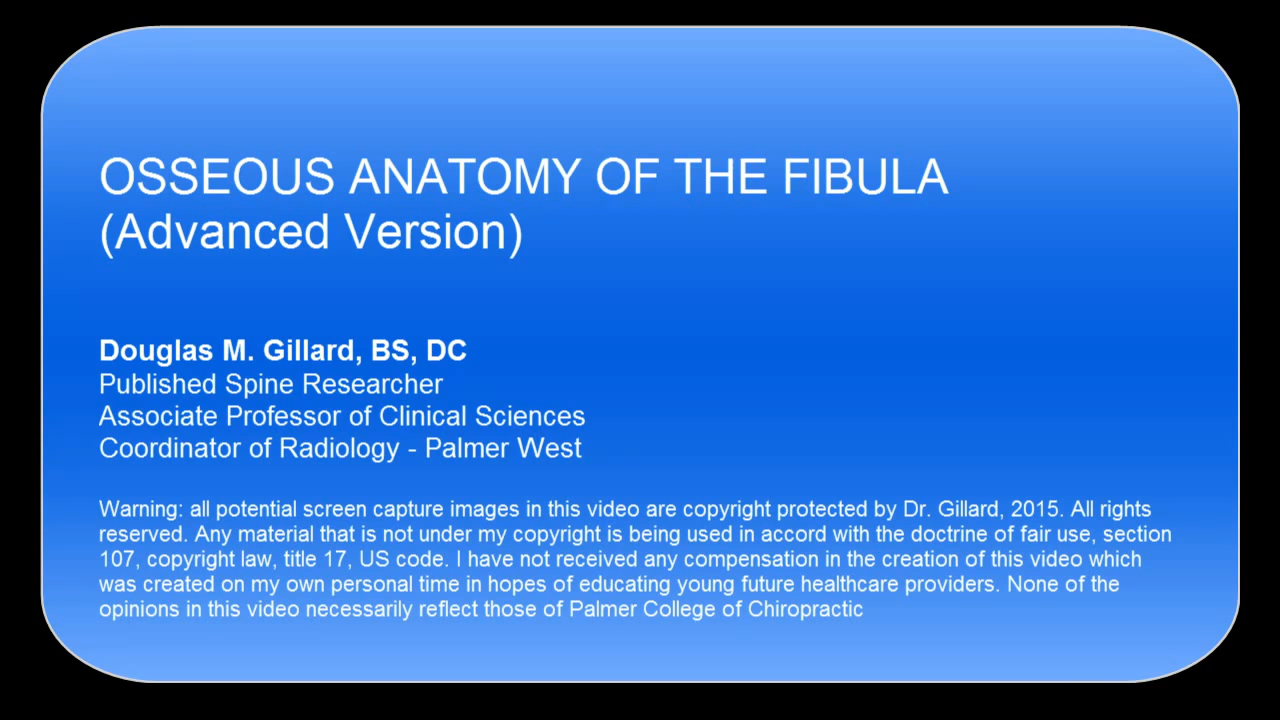 OSSEOUS ANATOMY OF THE FIBULA
(Advanced Version)
Douglas M. Gillard, BS, DC
Published Spine Researcher
Associate Professor of Clinical Sciences
Coordinator of Radiology - Palmer West
Warning: all potential screen capture images in this video are copyright protected by Dr. Gillard, 2015. All rights
reserved. Any material that is not under my copyright is being used in accord with the doctrine of fair use, section
107, copyright law, title 17, US code. I have not received any compensation in the creation of this video which
was created on my own personal time in hopes of educating young future healthcare providers. None of the
opinions in this video necessarily reflect those of Palmer College of Chiropractic